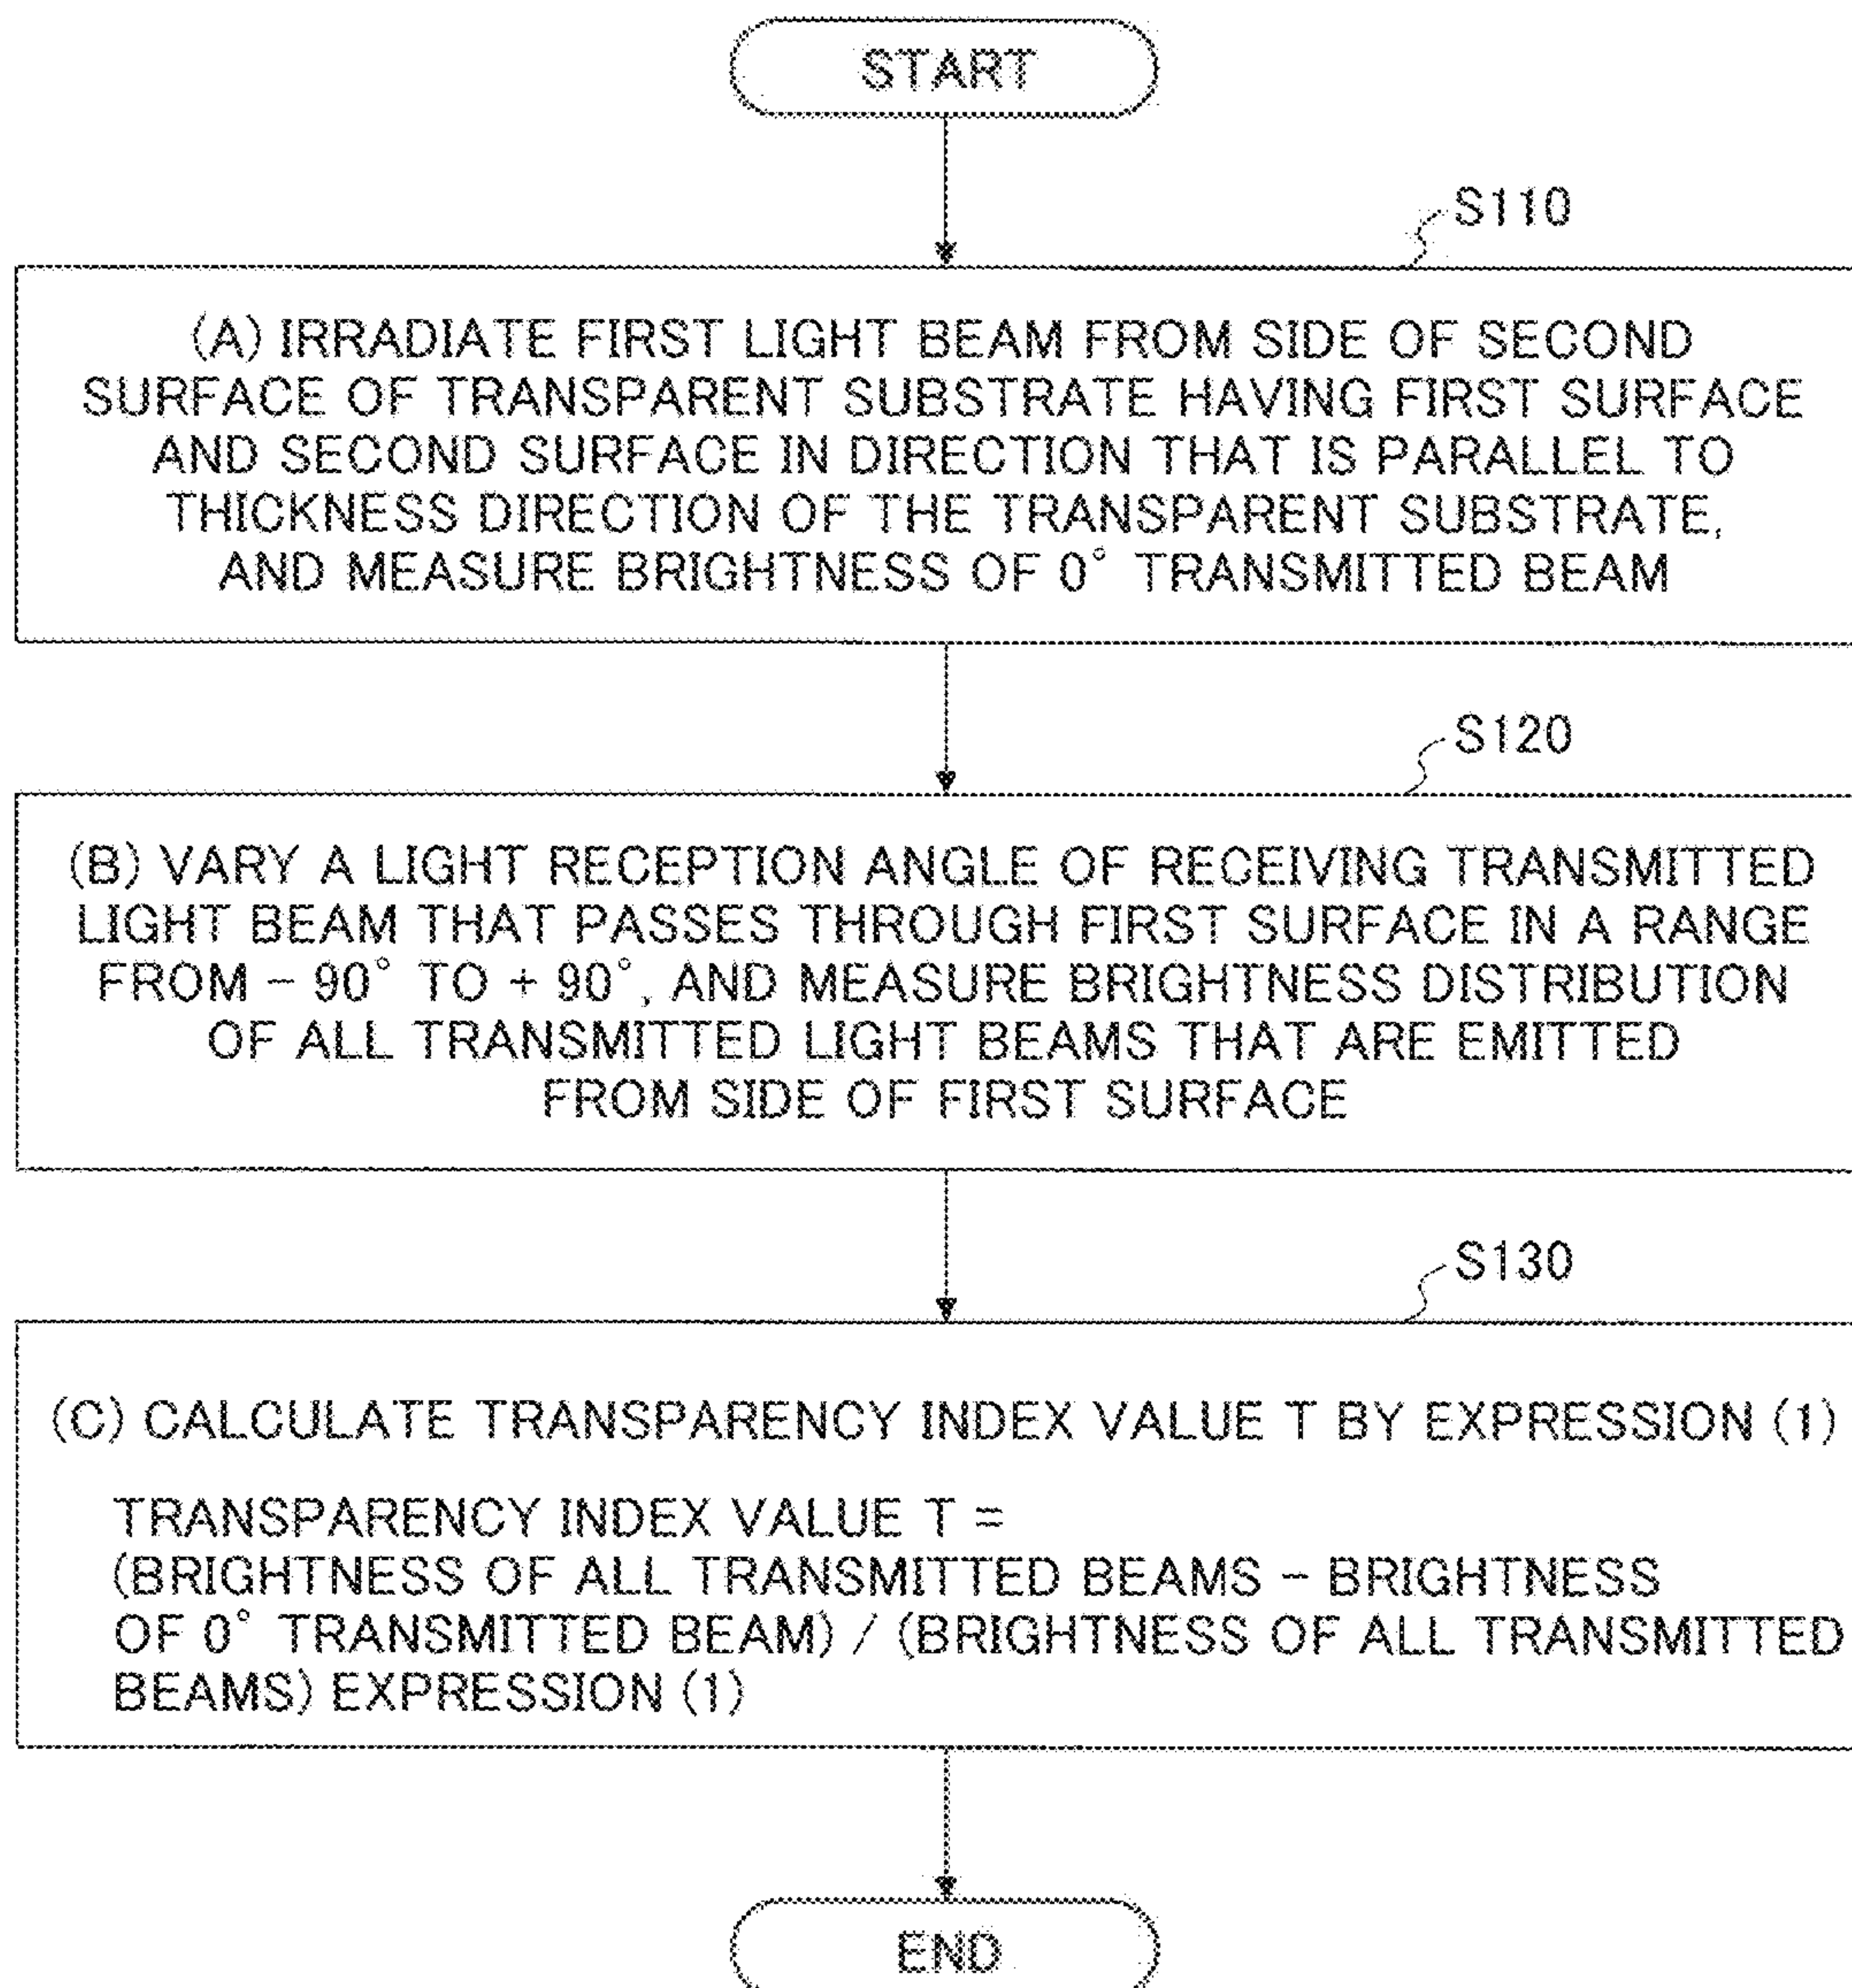 START
S110
(A) IRRADIATE FIRST LIGHT BEAM FROM SIDE OF SECOND
SURFACE OF TRANSPARENT SUBSTRATE HAVING FIRST SURFACE
AND SECOND SURFACE IN DIRECTION THAT IS PARALLEL TO
THICKNESS DIRECTION OF THE TRANSPARENT SUBSTRATE,
AND MEASURE BRIGHTNESS OF 0° TRANSMITTED BEAM
S120
(B) VARY A LIGHT RECEPTION ANGLE OF RECEIVING TRANSMITTED
LIGHT BEAM THAT PASSES THROUGH FIRST SURFACE IN A RANGE
FROM - 90° TO + 90°, AND MEASURE BRIGHTNESS DISTRIBUTION
OF ALL TRANSMITTED LIGHT BEAMS THAT ARE EMITTED
FROM SIDE OF FIRST SURFACE
S130
(C) CALCULATE TRANSPARENCY INDEX VALUE T BY EXPRESSION (1)
TRANSPARENCY INDEX VALUE T =
(BRIGHTNESS OF ALL TRANSMITTED BEAMS - BRIGHTNESS
OF 0° TRANSMITTED BEAM) / (BRIGHTNESS OF ALL TRANSMITTED
BEAMS) EXPRESSION (1)
END